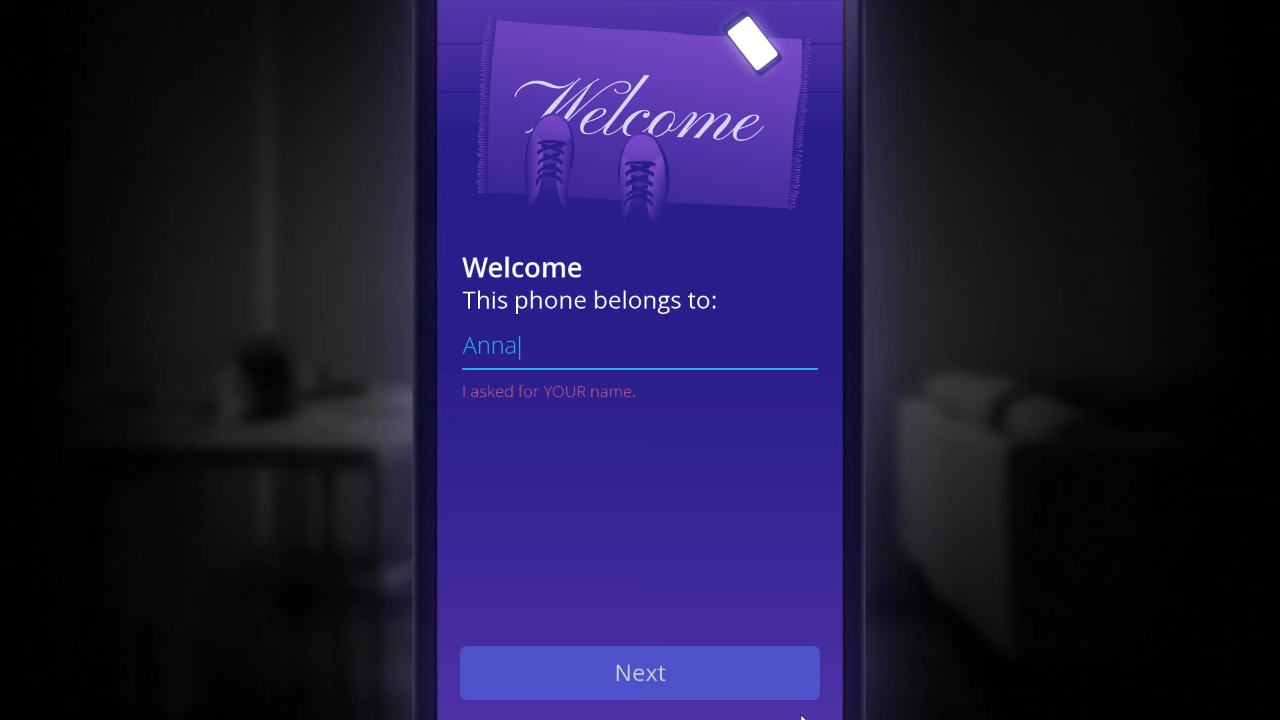 Welcome
Welcome
This phone belongs to:
Anna
I asked for YOUR name.
Next